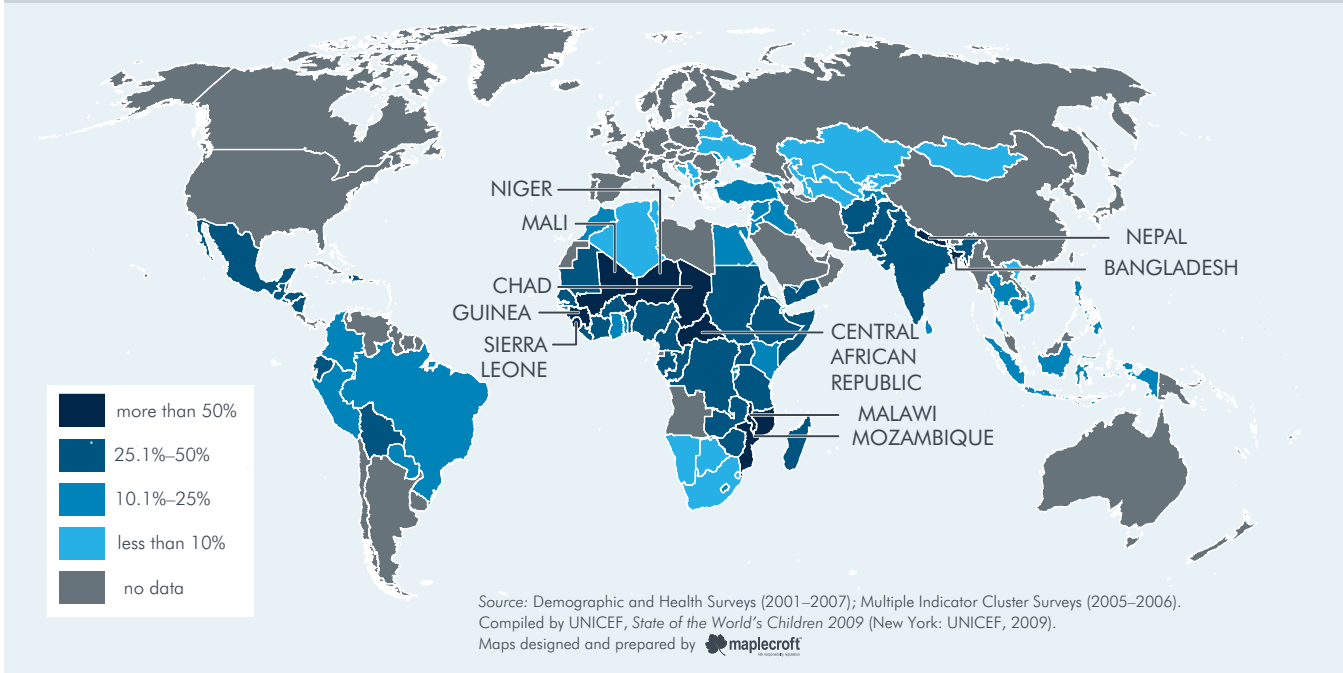 NIGER
MALI
CHAD
GUINEA
SIERRA
LEONE
NEPAL
BANGLADESH
CENTRAL
AFRICAN
REPUBLIC
MALAWI
MOZAMBIQUE
more than 50%
25.1%–50%
10.1%–25%
less than 10%
no data
Source: Demographic and Health Surveys (2001–2007); Multiple Indicator Cluster Surveys (2005–2006).
Compiled by UNICEF, State of the World's Children 2009 (New York: UNICEF, 2009).
Maps designed and prepared by maplecroft